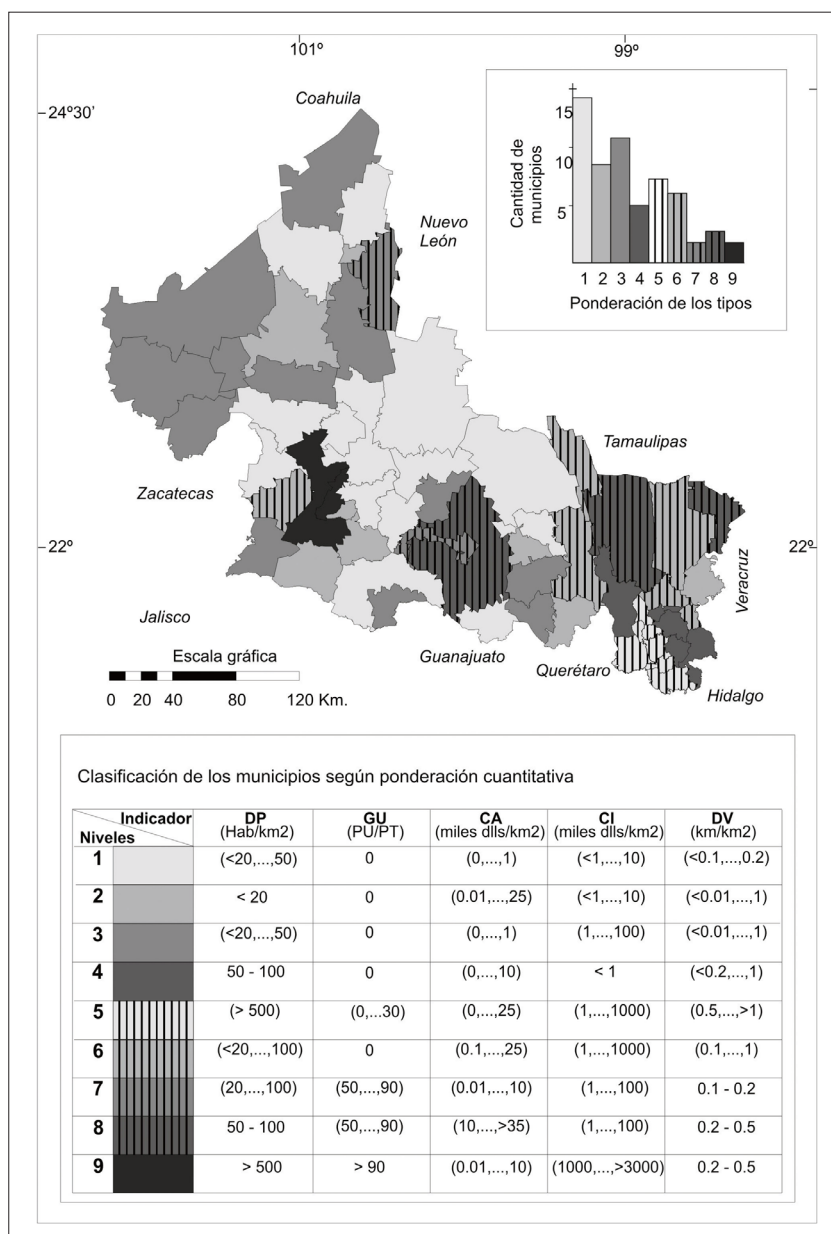 101º 99º
24º30'
Coahuila
Nuevo
León
Cantidad de
municipios
15
10
5
1 2 3 4 5 6 7 8 9
Ponderación de los tipos
Tamaulipas
Zacatecas
22º 22º
Veracruz
Jalisco
Guanajuato
Querétaro
Hidalgo
Escala gráfica
0 20 40 80 120 Km.
Clasificación de los municipios según ponderación cuantitativa
Indicador DP GU CA CI DV
Niveles (Hab/km2) (PU/PT) (miles dlls/km2) (miles dlls/km2) (km/km2)
1 (<20,...,50) 0 (0,...,1) (<1,...,10) (<0.1,...,0.2)
2 < 20 0 (0.01,...,25) (<1,...,10) (<0.01,...,1)
3 (<20,...,50) 0 (0,...,1) (1,...,100) (<0.01,...,1)
4 50 - 100 0 (0,...,10) < 1 (<0.2,...,1)
5 (> 500) (0,...30) (0,...,25) (1,...,1000) (0.5,...,>1)
6 (<20,...,100) 0 (0.1,...,25) (1,...,1000) (0.1,...,1)
7 (20,...,100) (50,...,90) (0.01,...,10) (1,...,100) 0.1 - 0.2
8 50 - 100 (50,...,90) (10,...,>35) (1,...,100) 0.2 - 0.5
9 > 500 > 90 (0.01,...,10) (1000,...,>3000) 0.2 - 0.5